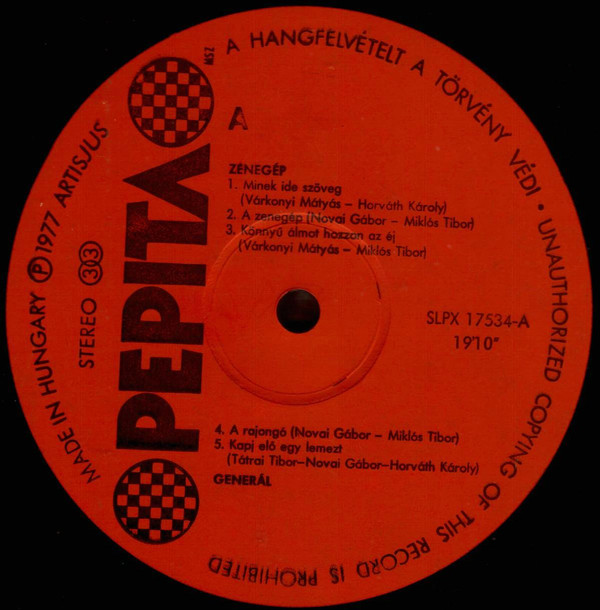 MADE IN HUNGARY Ⓟ 1977 ARTISJUS
A HANGFELVÉTELT A TÖRVÉNY VÉDI • UNAUTHORIZED COPYING OF THIS RECORD IS PROHIBITED
STEREO 33
PEPITA
MSZ
A
ZENEGÉP
1. Minek ide szöveg
(Várkonyi Mátyás – Horváth Károly)
2. A zenegép (Novai Gábor – Miklós Tibor)
3. Könnyű álmot hozzon az éj
(Várkonyi Mátyás – Miklós Tibor)
SLPX 17534-A
19'10"
4. A rajongó (Novai Gábor – Miklós Tibor)
5. Kapj elő egy lemezt
(Tátrai Tibor–Novai Gábor–Horváth Károly)
GENERÁL